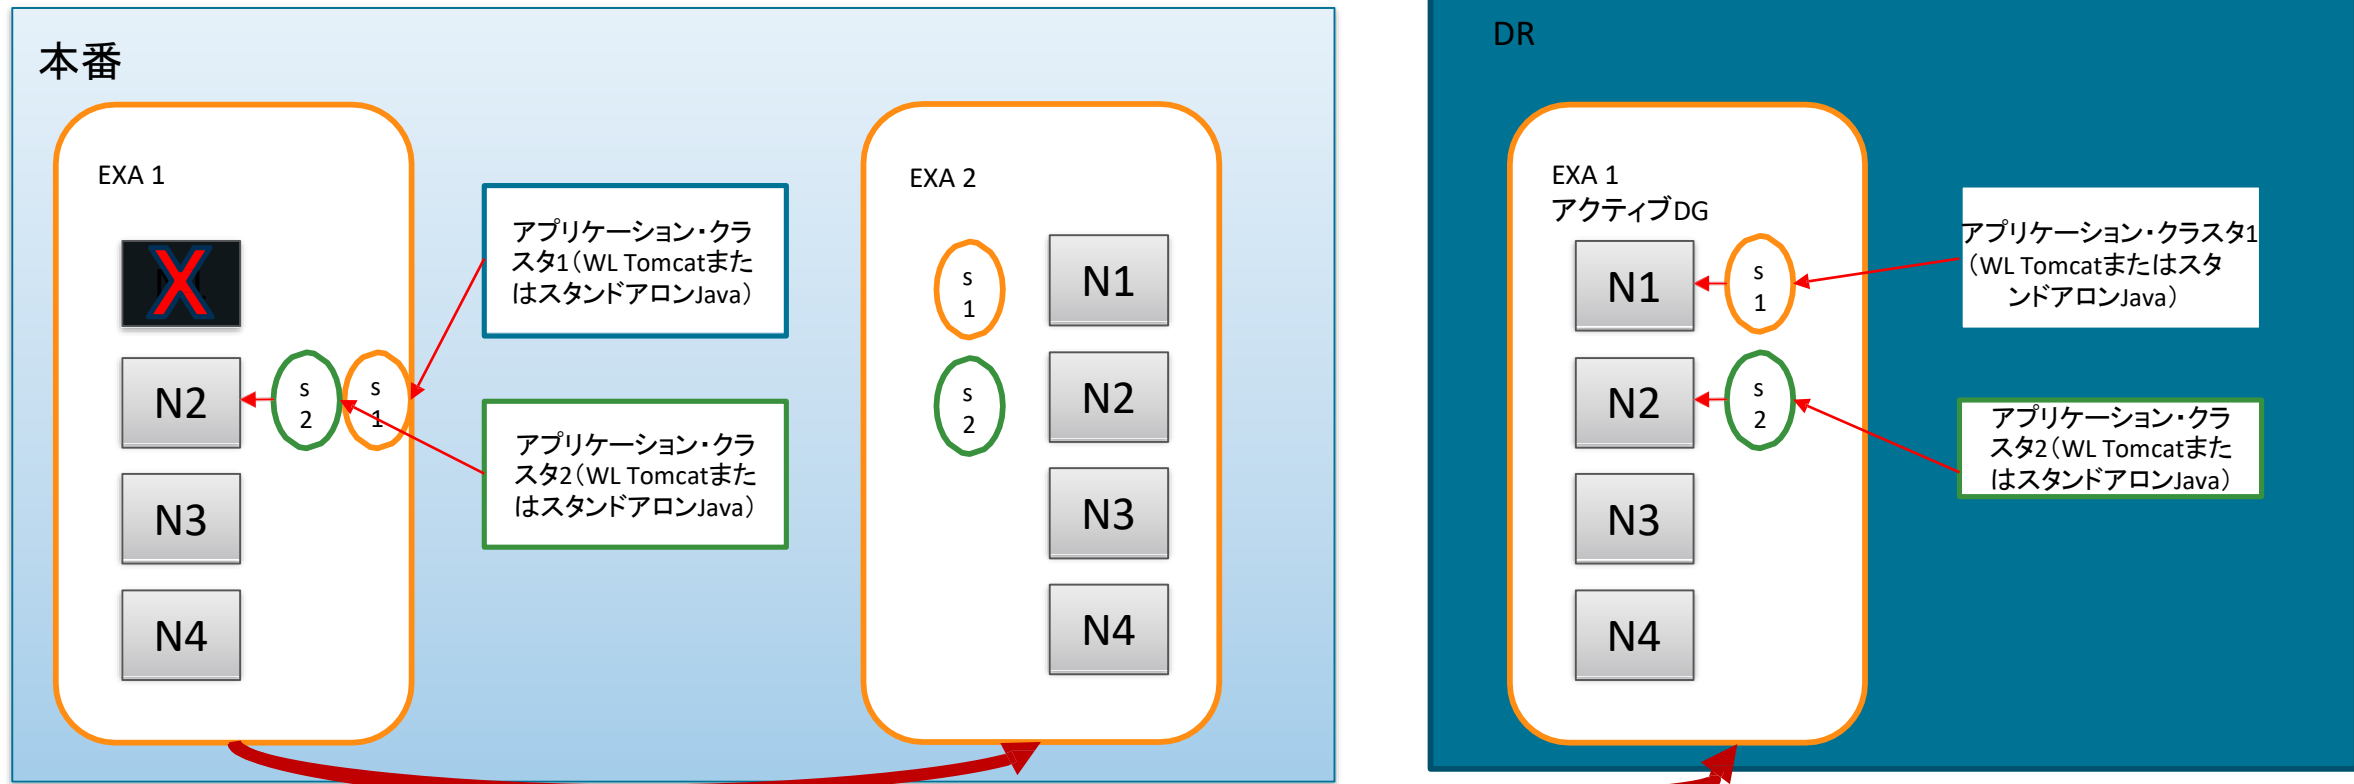 本番
EXA 1
X
N2
N3
N4
s
2
s
1
アプリケーション・クラ
スタ1（WL Tomcatまた
はスタンドアロンJava）
アプリケーション・クラ
スタ2（WL Tomcatまた
はスタンドアロンJava）
EXA 2
s
1
s
2
N1
N2
N3
N4
DR
EXA 1
アクティブDG
N1
N2
N3
N4
s
1
s
2
アプリケーション・クラスタ1
（WL Tomcatまたはスタ
ンドアロンJava）
アプリケーション・クラ
スタ2（WL Tomcatまた
はスタンドアロンJava）